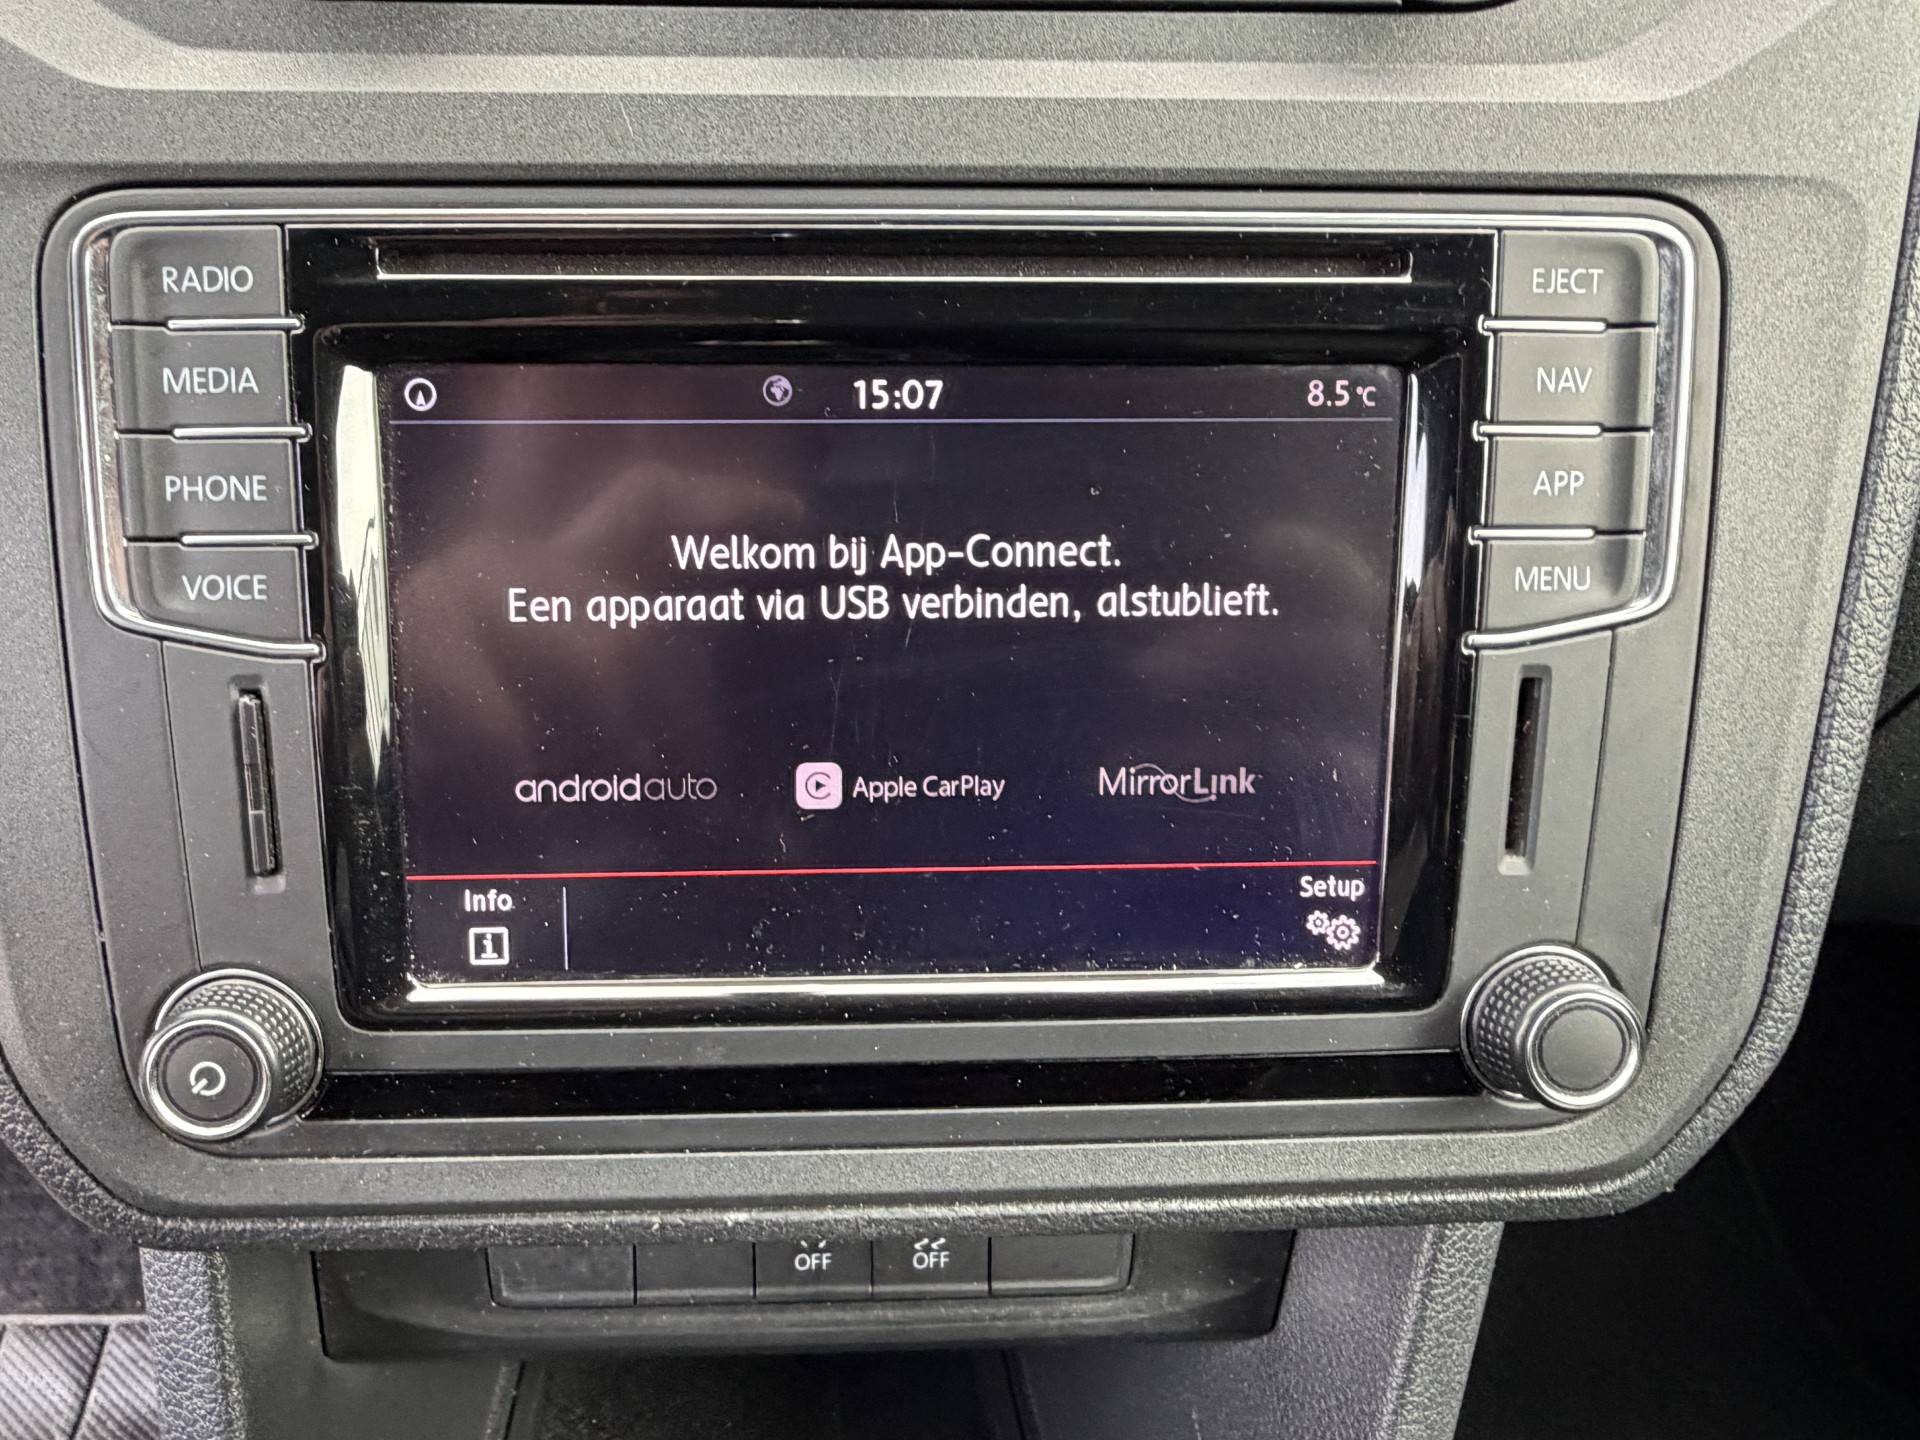 RADIO
MEDIA
PHONE
VOICE
EJECT
NAV
APP
MENU
15:07
8.5 °C
Welkom bij App-Connect.
Een apparaat via USB verbinden, alstublieft.
androidauto
Apple CarPlay
MirrorLink
Info
Setup
OFF
OFF